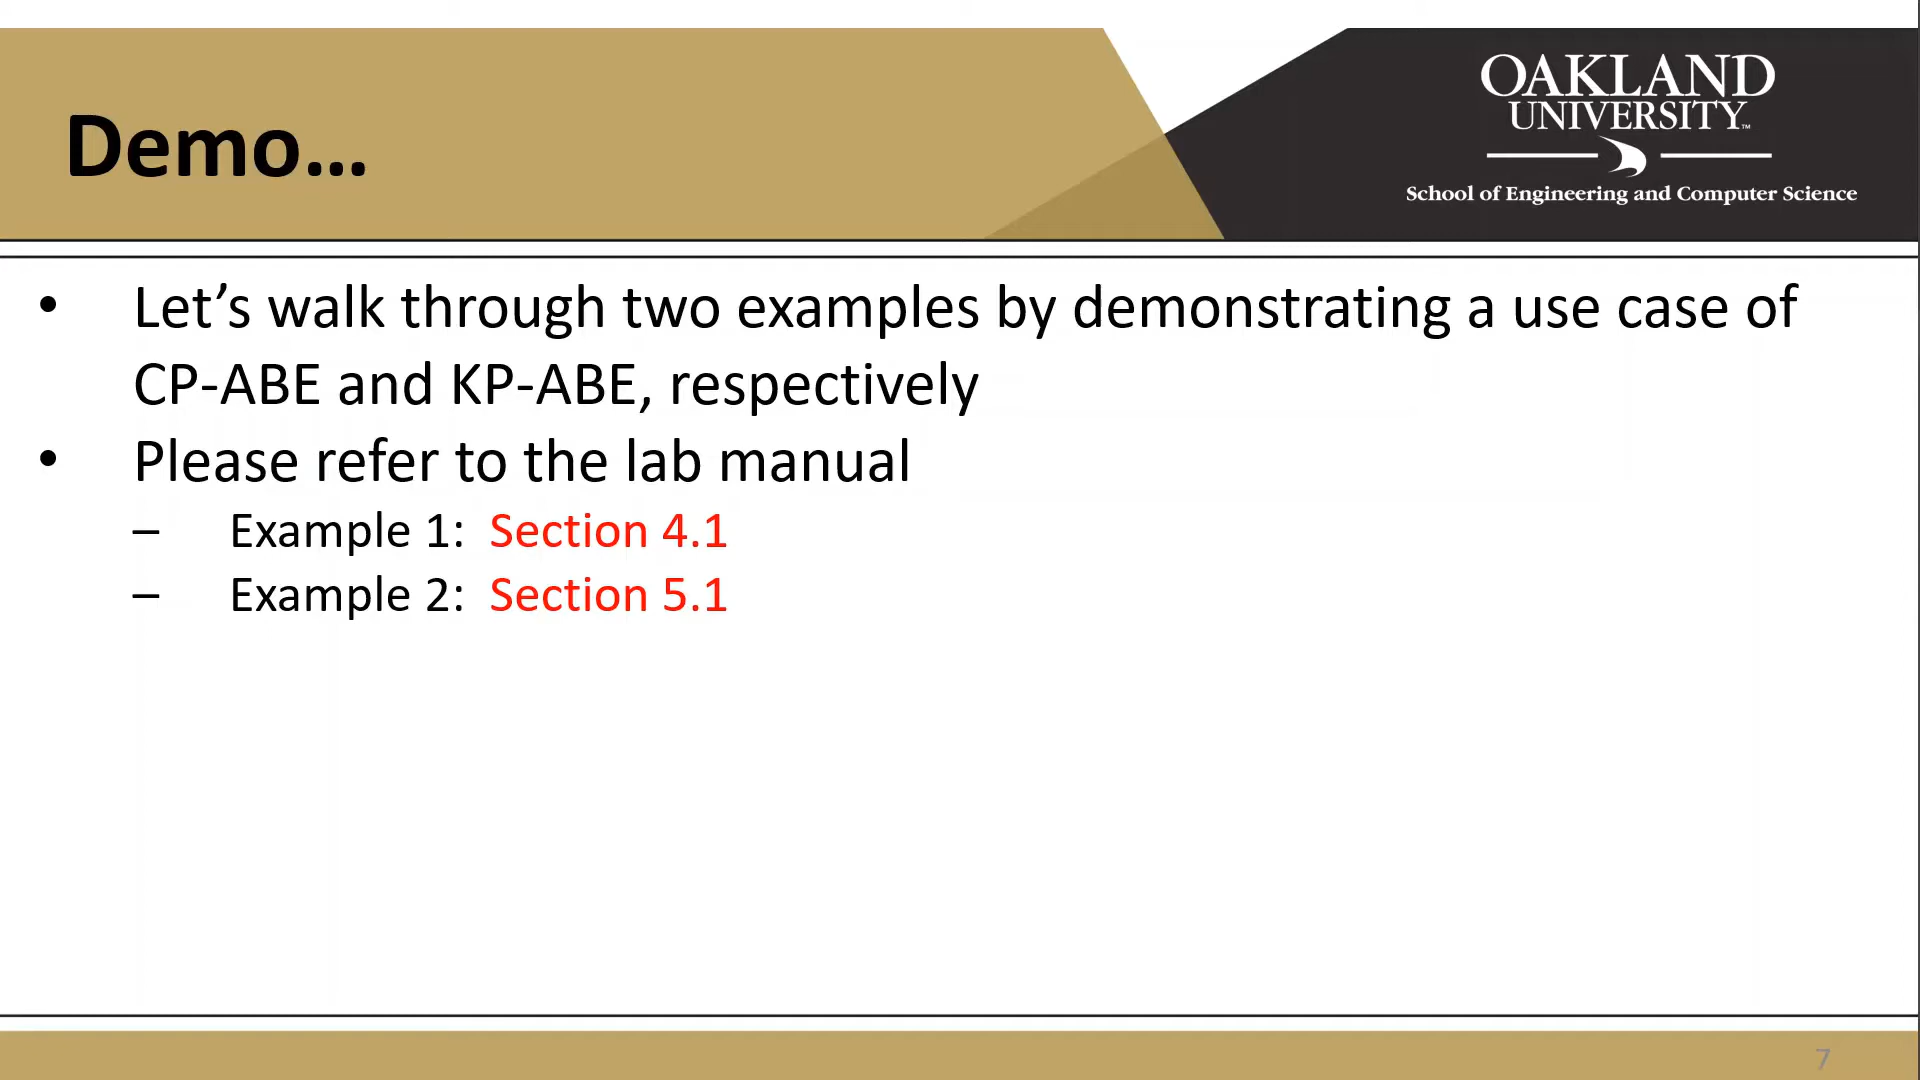 Demo...
OAKLAND
UNIVERSITY™
School of Engineering and Computer Science
• Let’s walk through two examples by demonstrating a use case of
CP-ABE and KP-ABE, respectively
• Please refer to the lab manual
– Example 1: Section 4.1
– Example 2: Section 5.1
7